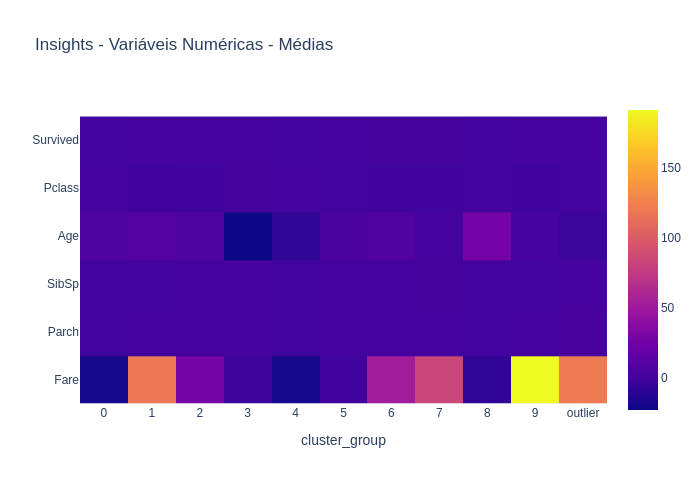 Insights - Variáveis Numéricas - Médias
Survived
Pclass
Age
SibSp
Parch
Fare
0 1 2 3 4 5 6 7 8 9 outlier
cluster_group
150
100
50
0